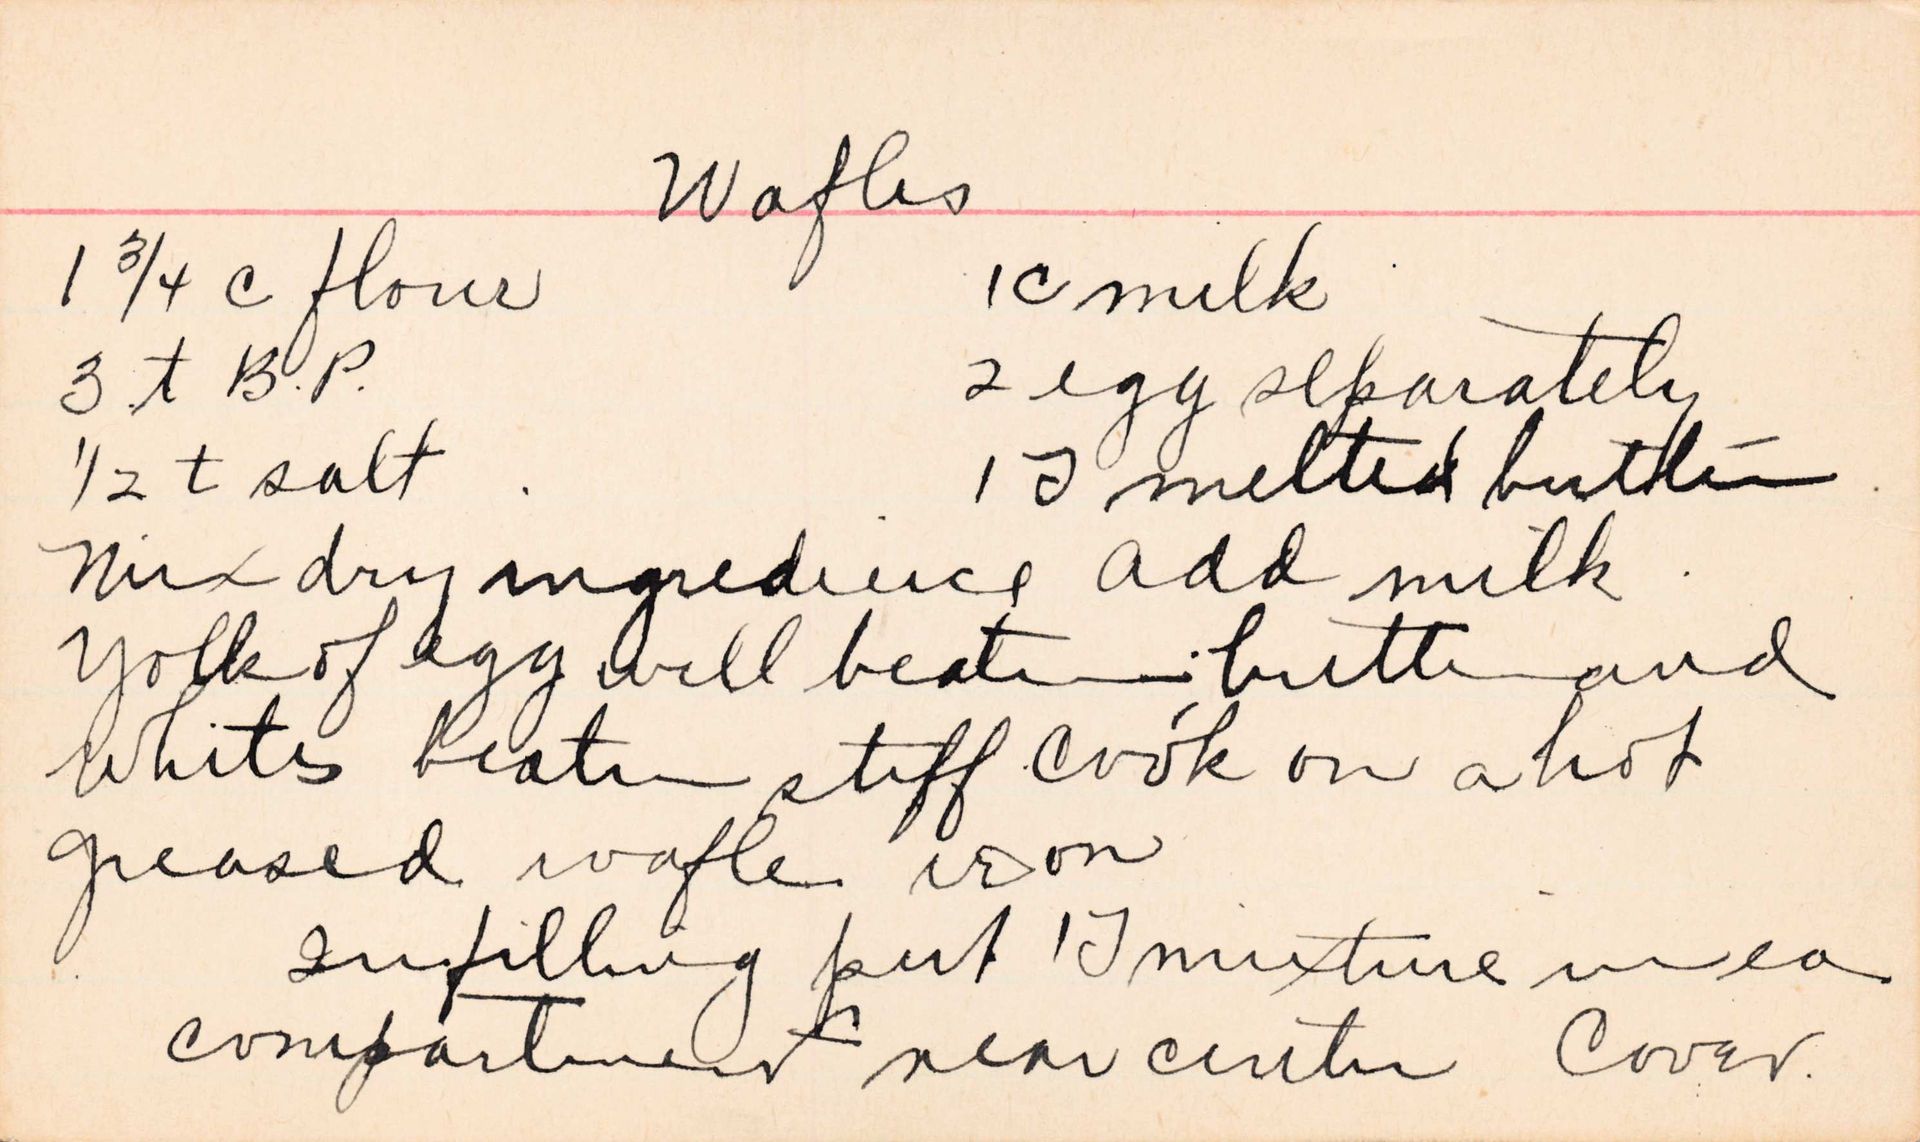 Wafles
1 3/4 c flour 1 c milk
3 t B.P. 2 egg separately
1/2 t salt 1 T melted butter
Mix dry ingredience add milk
Yolk of egg well beaten butter and
whites beaten stiff Cook on a hot
greased wafle iron
In filling put 1 T mixture in ea
compartment near center Cover.